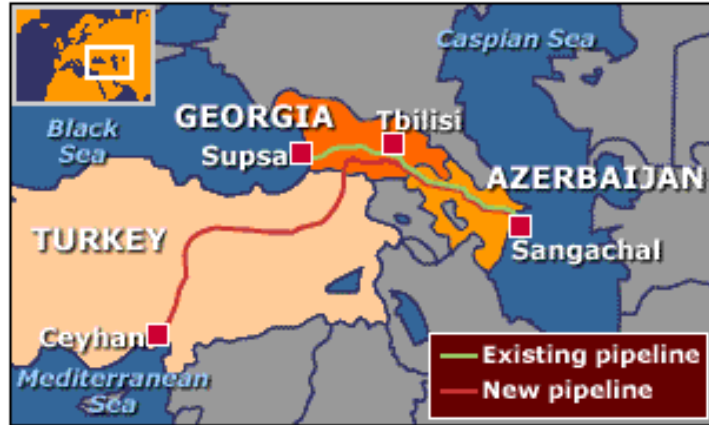 Caspian Sea
GEORGIA
Tbilisi
Black
Sea
Supsa
AZERBAIJAN
TURKEY
Sangachal
Ceyhan
Mediterranean
Sea
Existing pipeline
New pipeline